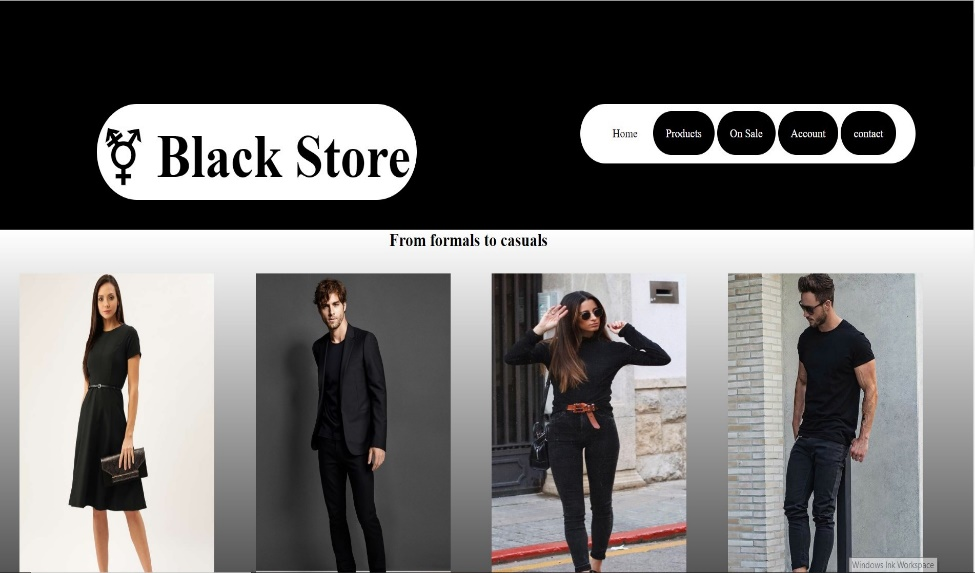 ⚧ Black Store
Home Products On Sale Account contact
From formals to casuals
Windows Ink Workspace